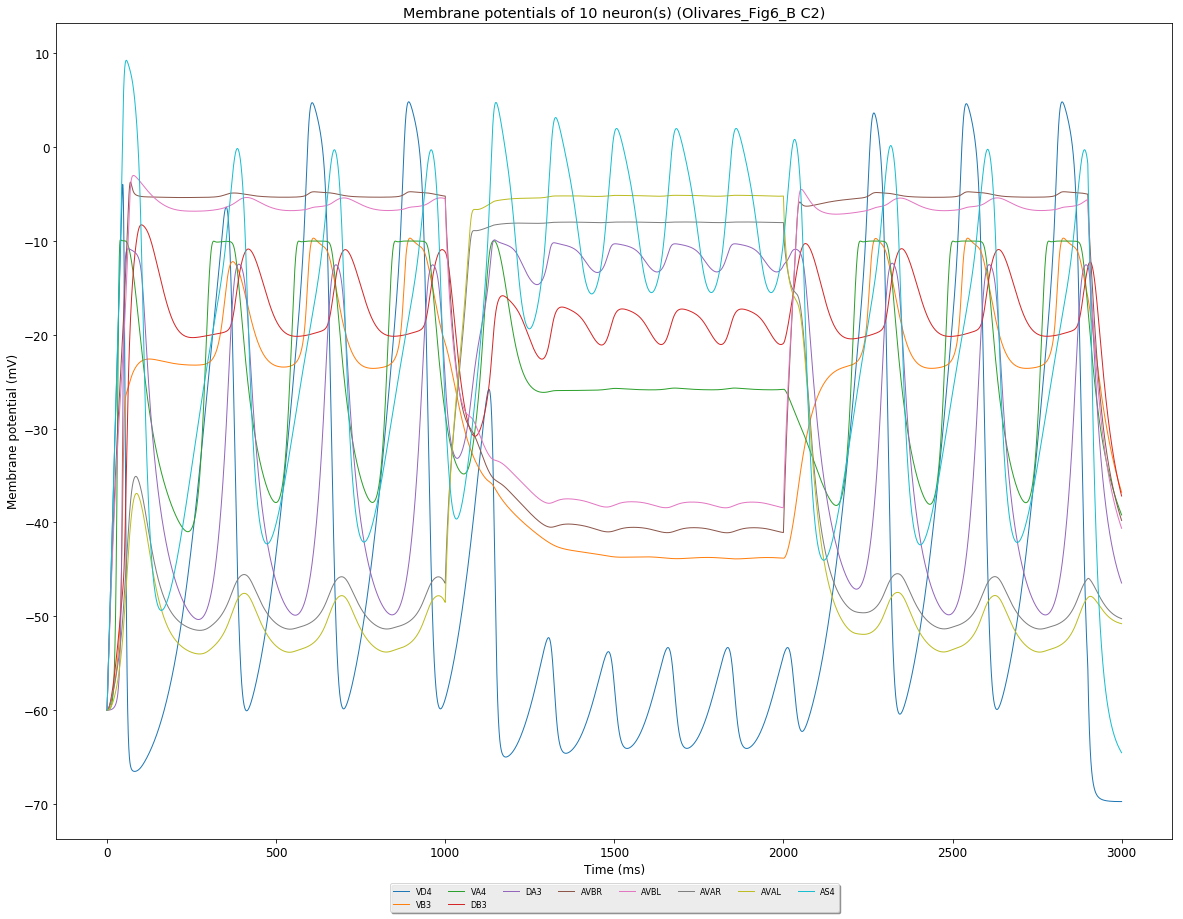 Membrane potentials of 10 neuron(s) (Olivares_Fig6_B C2)
Membrane potential (mV)
10
0
−10
−20
−30
−40
−50
−60
−70
0 500 1000 1500 2000 2500 3000
Time (ms)
VD4 VA4 DA3 AVBR AVBL AVAR AVAL AS4
VB3 DB3